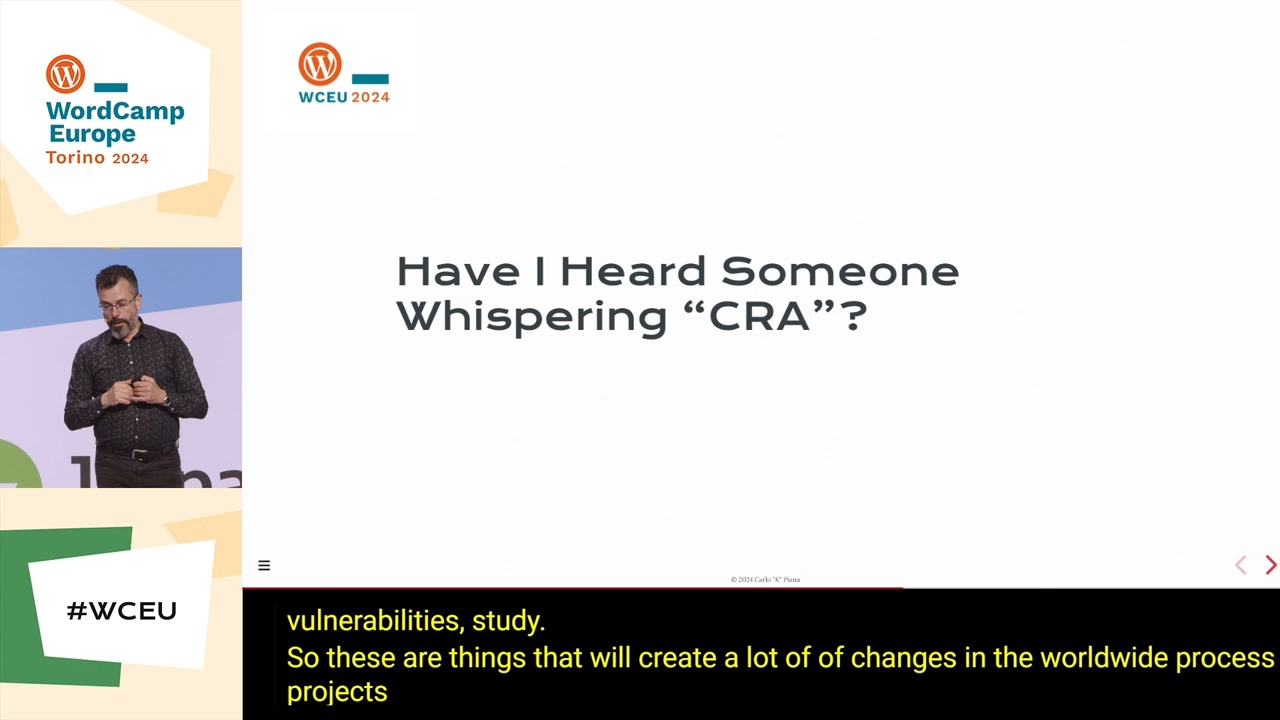 WordCamp
Europe
Torino 2024
WCEU 2024
Have I Heard Someone
Whispering “CRA”?
#WCEU
© 2024 Carlo "K" Piana
vulnerabilities, study.
So these are things that will create a lot of of changes in the worldwide process
projects